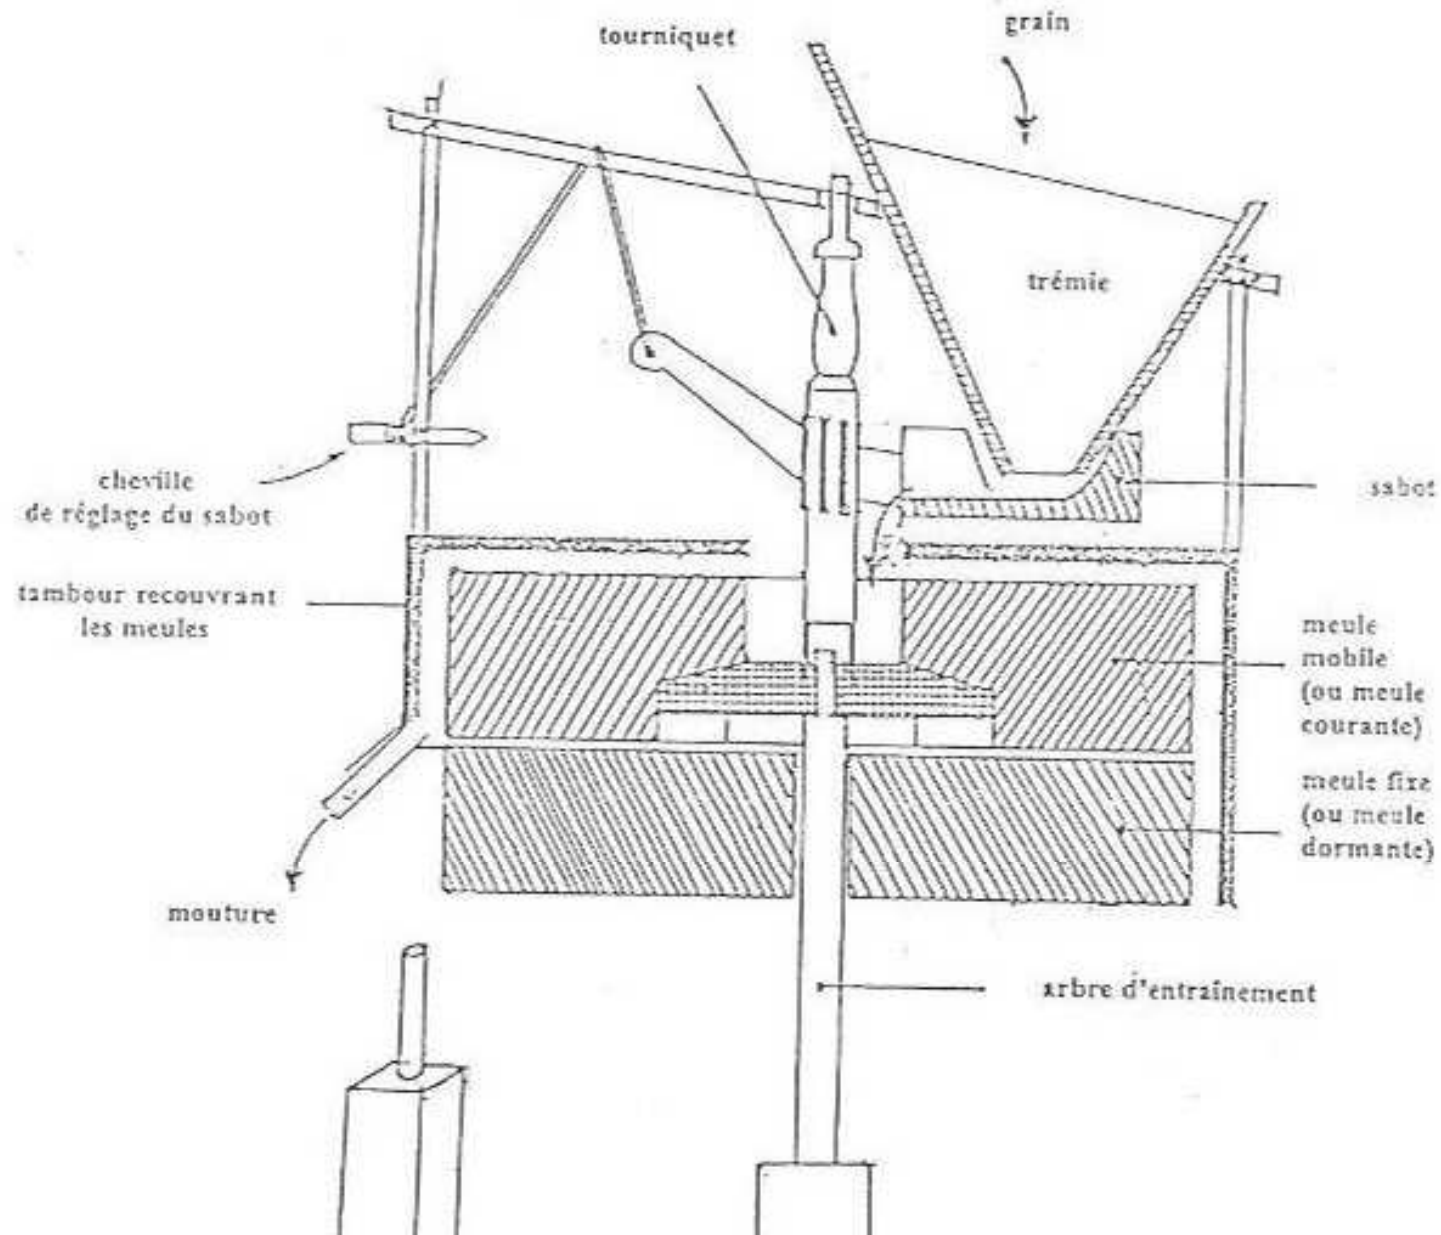 grain
tourniquet
trémie
cheville
de réglage du sabot
sabot
tambour recouvrant
les meules
meule
mobile
(ou meule
courante)
meule fixe
(ou meule
dormante)
mouture
arbre d'entraînement